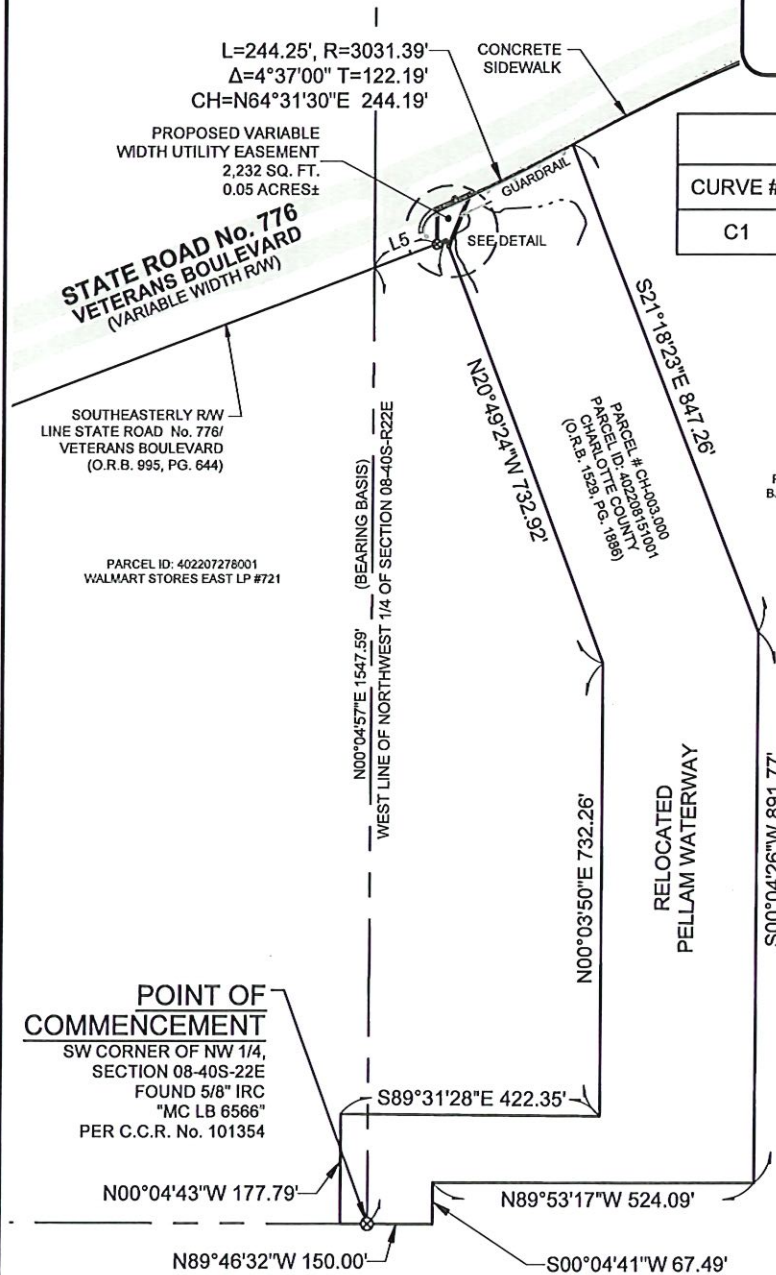 L=244.25', R=3031.39'
Δ=4°37'00" T=122.19'
CH=N64°31'30"E 244.19'
CONCRETE
SIDEWALK
PROPOSED VARIABLE
WIDTH UTILITY EASEMENT
2,232 SQ. FT.
0.05 ACRES±
CURVE #
C1
GUARDRAIL
L5
SEE DETAIL
STATE ROAD No. 776
VETERANS BOULEVARD
(VARIABLE WIDTH R/W)
SOUTHEASTERLY R/W
LINE STATE ROAD No. 776/
VETERANS BOULEVARD
(O.R.B. 995, PG. 644)
S21°18'23"E 847.26'
N20°49'24"W 732.92'
PARCEL # CH-003.000
PARCEL ID: 402208151001
CHARLOTTE COUNTY
(O.R.B. 1529, PG. 1886)
PARCEL ID: 402207278001
WALMART STORES EAST LP #721
N00°04'57"E 1547.59' (BEARING BASIS)
WEST LINE OF NORTHWEST 1/4 OF SECTION 08-40S-R22E
N00°03'50"E 732.26'
RELOCATED
PELLAM WATERWAY
S00°04'26"W 891.77'
POINT OF
COMMENCEMENT
SW CORNER OF NW 1/4,
SECTION 08-40S-22E
FOUND 5/8" IRC
"MC LB 6566"
PER C.C.R. No. 101354
S89°31'28"E 422.35'
N00°04'43"W 177.79'
N89°53'17"W 524.09'
N89°46'32"W 150.00'
S00°04'41"W 67.49'